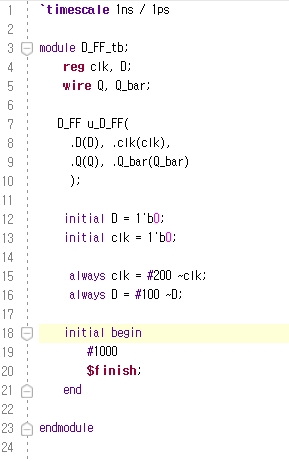 1 `timescale 1ns / 1ps
2
3 module D_FF_tb;
4 reg clk, D;
5 wire Q, Q_bar;
6
7 D_FF u_D_FF(
8 .D(D), .clk(clk),
9 .Q(Q), .Q_bar(Q_bar)
10 );
11
12 initial D = 1'b0;
13 initial clk = 1'b0;
14
15 always clk = #200 ~clk;
16 always D = #100 ~D;
17
18 initial begin
19 #1000
20 $finish;
21 end
22
23 endmodule
24